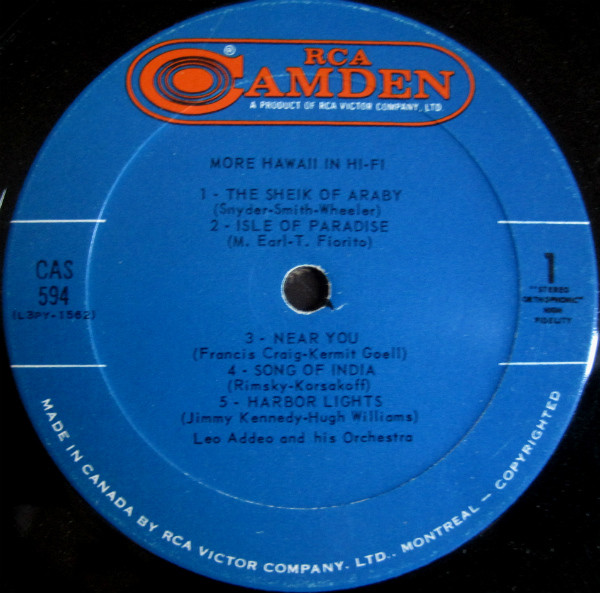 RCA
CAMDEN
®
A PRODUCT OF RCA VICTOR COMPANY, LTD
MORE HAWAII IN HI-FI
1 - THE SHEIK OF ARABY
(Snyder-Smith-Wheeler)
2 - ISLE OF PARADISE
(M. Earl-T. Fiorito)
CAS
594
(L3PY-1562)
1
"STEREO
ORTHOPHONIC"
HIGH
FIDELITY
3 - NEAR YOU
(Francis Craig-Kermit Goell)
4 - SONG OF INDIA
(Rimsky-Korsakoff)
5 - HARBOR LIGHTS
(Jimmy Kennedy-Hugh Williams)
Leo Addeo and his Orchestra
MADE IN CANADA BY RCA VICTOR COMPANY, LTD., MONTREAL — COPYRIGHTED